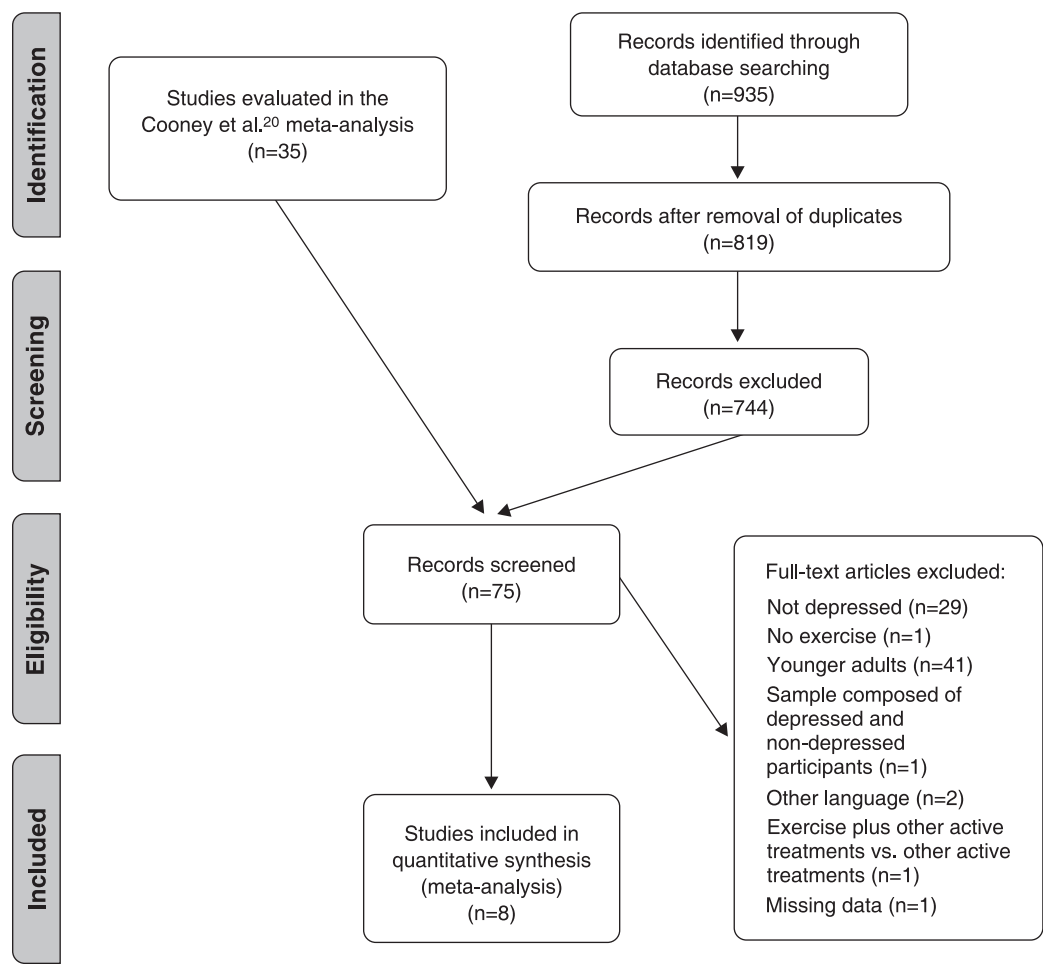 Identification
Studies evaluated in the
Cooney et al.20 meta-analysis
(n=35)
Records identified through
database searching
(n=935)
Records after removal of duplicates
(n=819)
Screening
Records excluded
(n=744)
Eligibility
Records screened
(n=75)
Full-text articles excluded:
Not depressed (n=29)
No exercise (n=1)
Younger adults (n=41)
Sample composed of
depressed and
non-depressed
participants (n=1)
Other language (n=2)
Exercise plus other active
treatments vs. other active
treatments (n=1)
Missing data (n=1)
Included
Studies included in
quantitative synthesis
(meta-analysis)
(n=8)